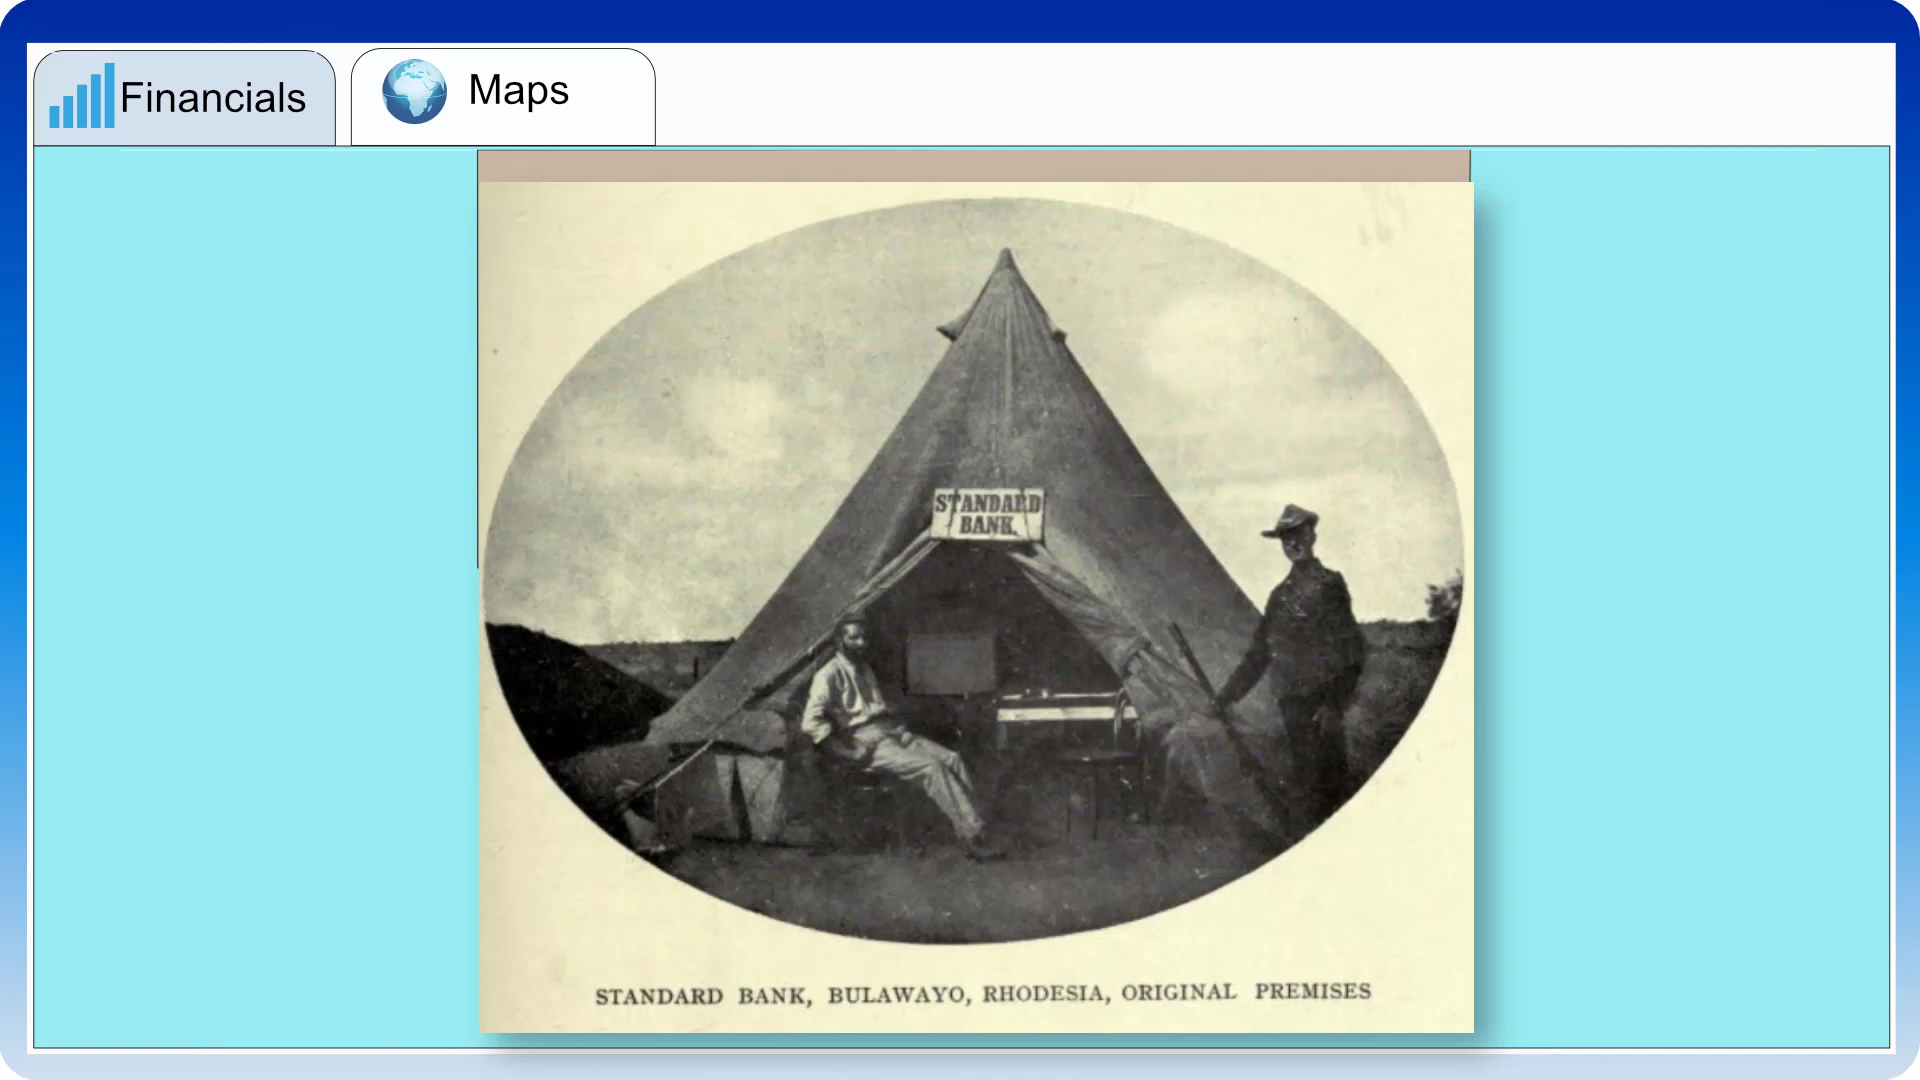 Financials
Maps
STANDARD
BANK.
STANDARD BANK, BULAWAYO, RHODESIA, ORIGINAL PREMISES